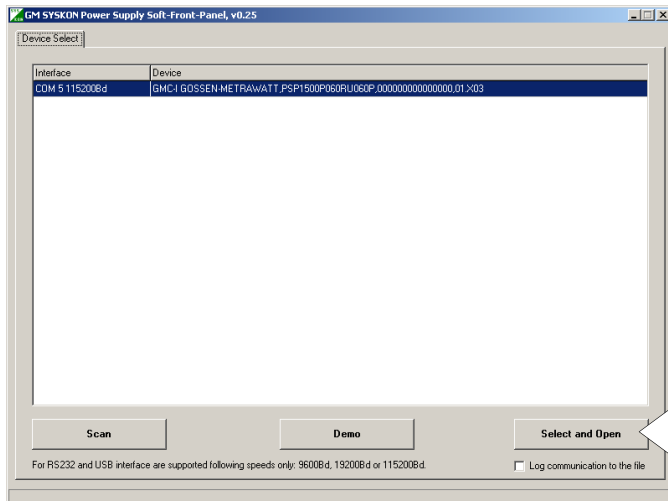 GM SYSKON Power Supply Soft-Front-Panel, v0.25
Device Select
Interface Device
COM 5 115200Bd GMC-I GOSSEN-METRAWATT,PSP1500P060RU060P,000000000000000,01.X03
Scan Demo Select and Open
For RS232 and USB interface are supported following speeds only: 9600Bd, 19200Bd or 115200Bd. Log communication to the file